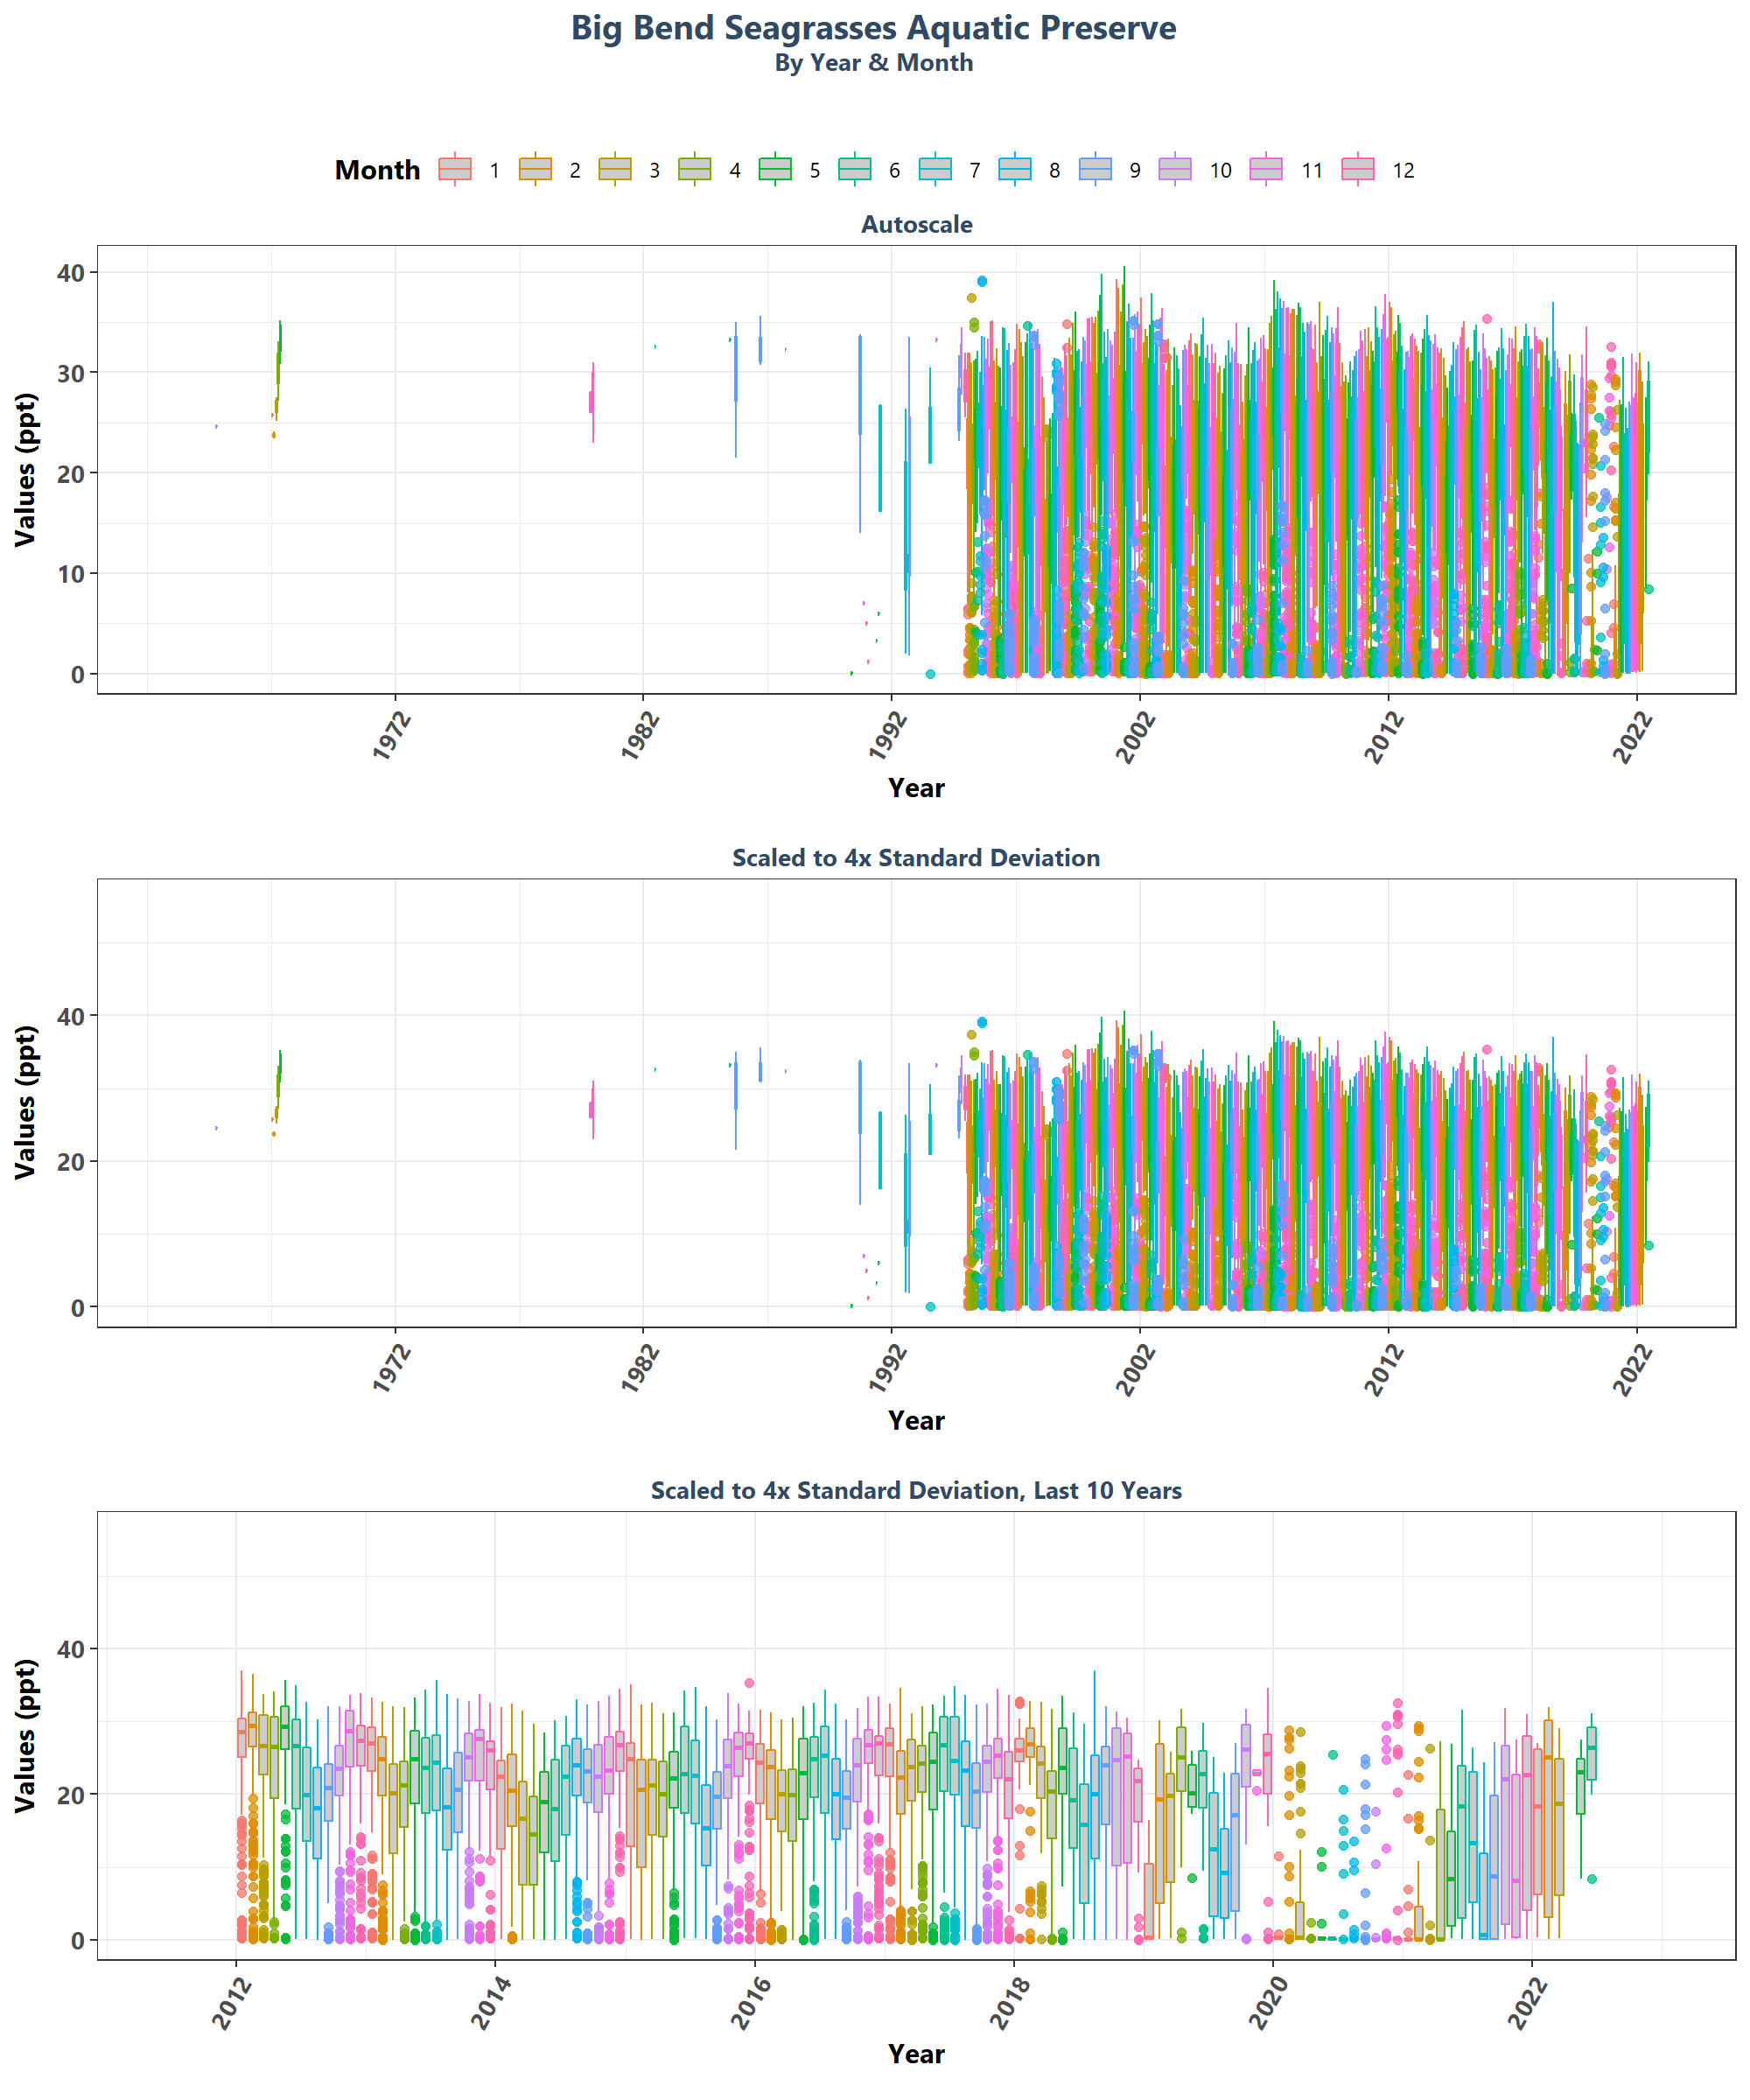 Big Bend Seagrasses Aquatic Preserve
By Year & Month
Month 1 2 3 4 5 6 7 8 9 10 11 12
Autoscale
Values (ppt)
40
30
20
10
0
1972 1982 1992 2002 2012 2022
Year
Scaled to 4x Standard Deviation
Values (ppt)
40
20
0
1972 1982 1992 2002 2012 2022
Year
Scaled to 4x Standard Deviation, Last 10 Years
Values (ppt)
40
20
0
2012 2014 2016 2018 2020 2022
Year